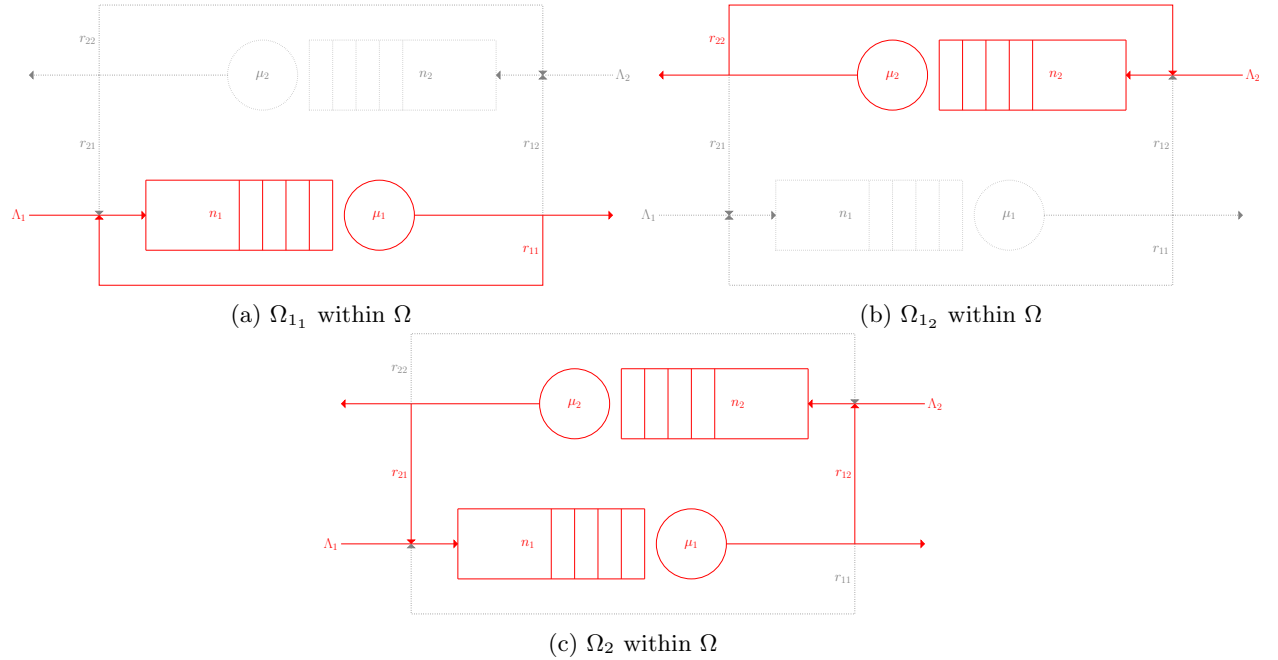 r₂₂
μ₂ n₂ Λ₂
r₂₁ r₁₂
Λ₁ n₁ μ₁
r₁₁
(a) Ω₁₁ within Ω
r₂₂
μ₂ n₂ Λ₂
r₂₁ r₁₂
Λ₁ n₁ μ₁
r₁₁
(b) Ω₁₂ within Ω
r₂₂
μ₂ n₂ Λ₂
r₂₁ r₁₂
Λ₁ n₁ μ₁
r₁₁
(c) Ω₂ within Ω